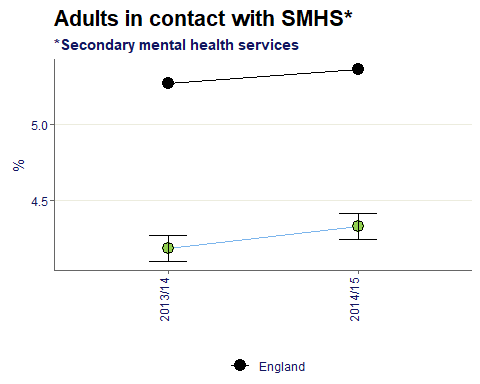 Adults in contact with SMHS*
*Secondary mental health services
5.0
%
4.5
2013/14
2014/15
England